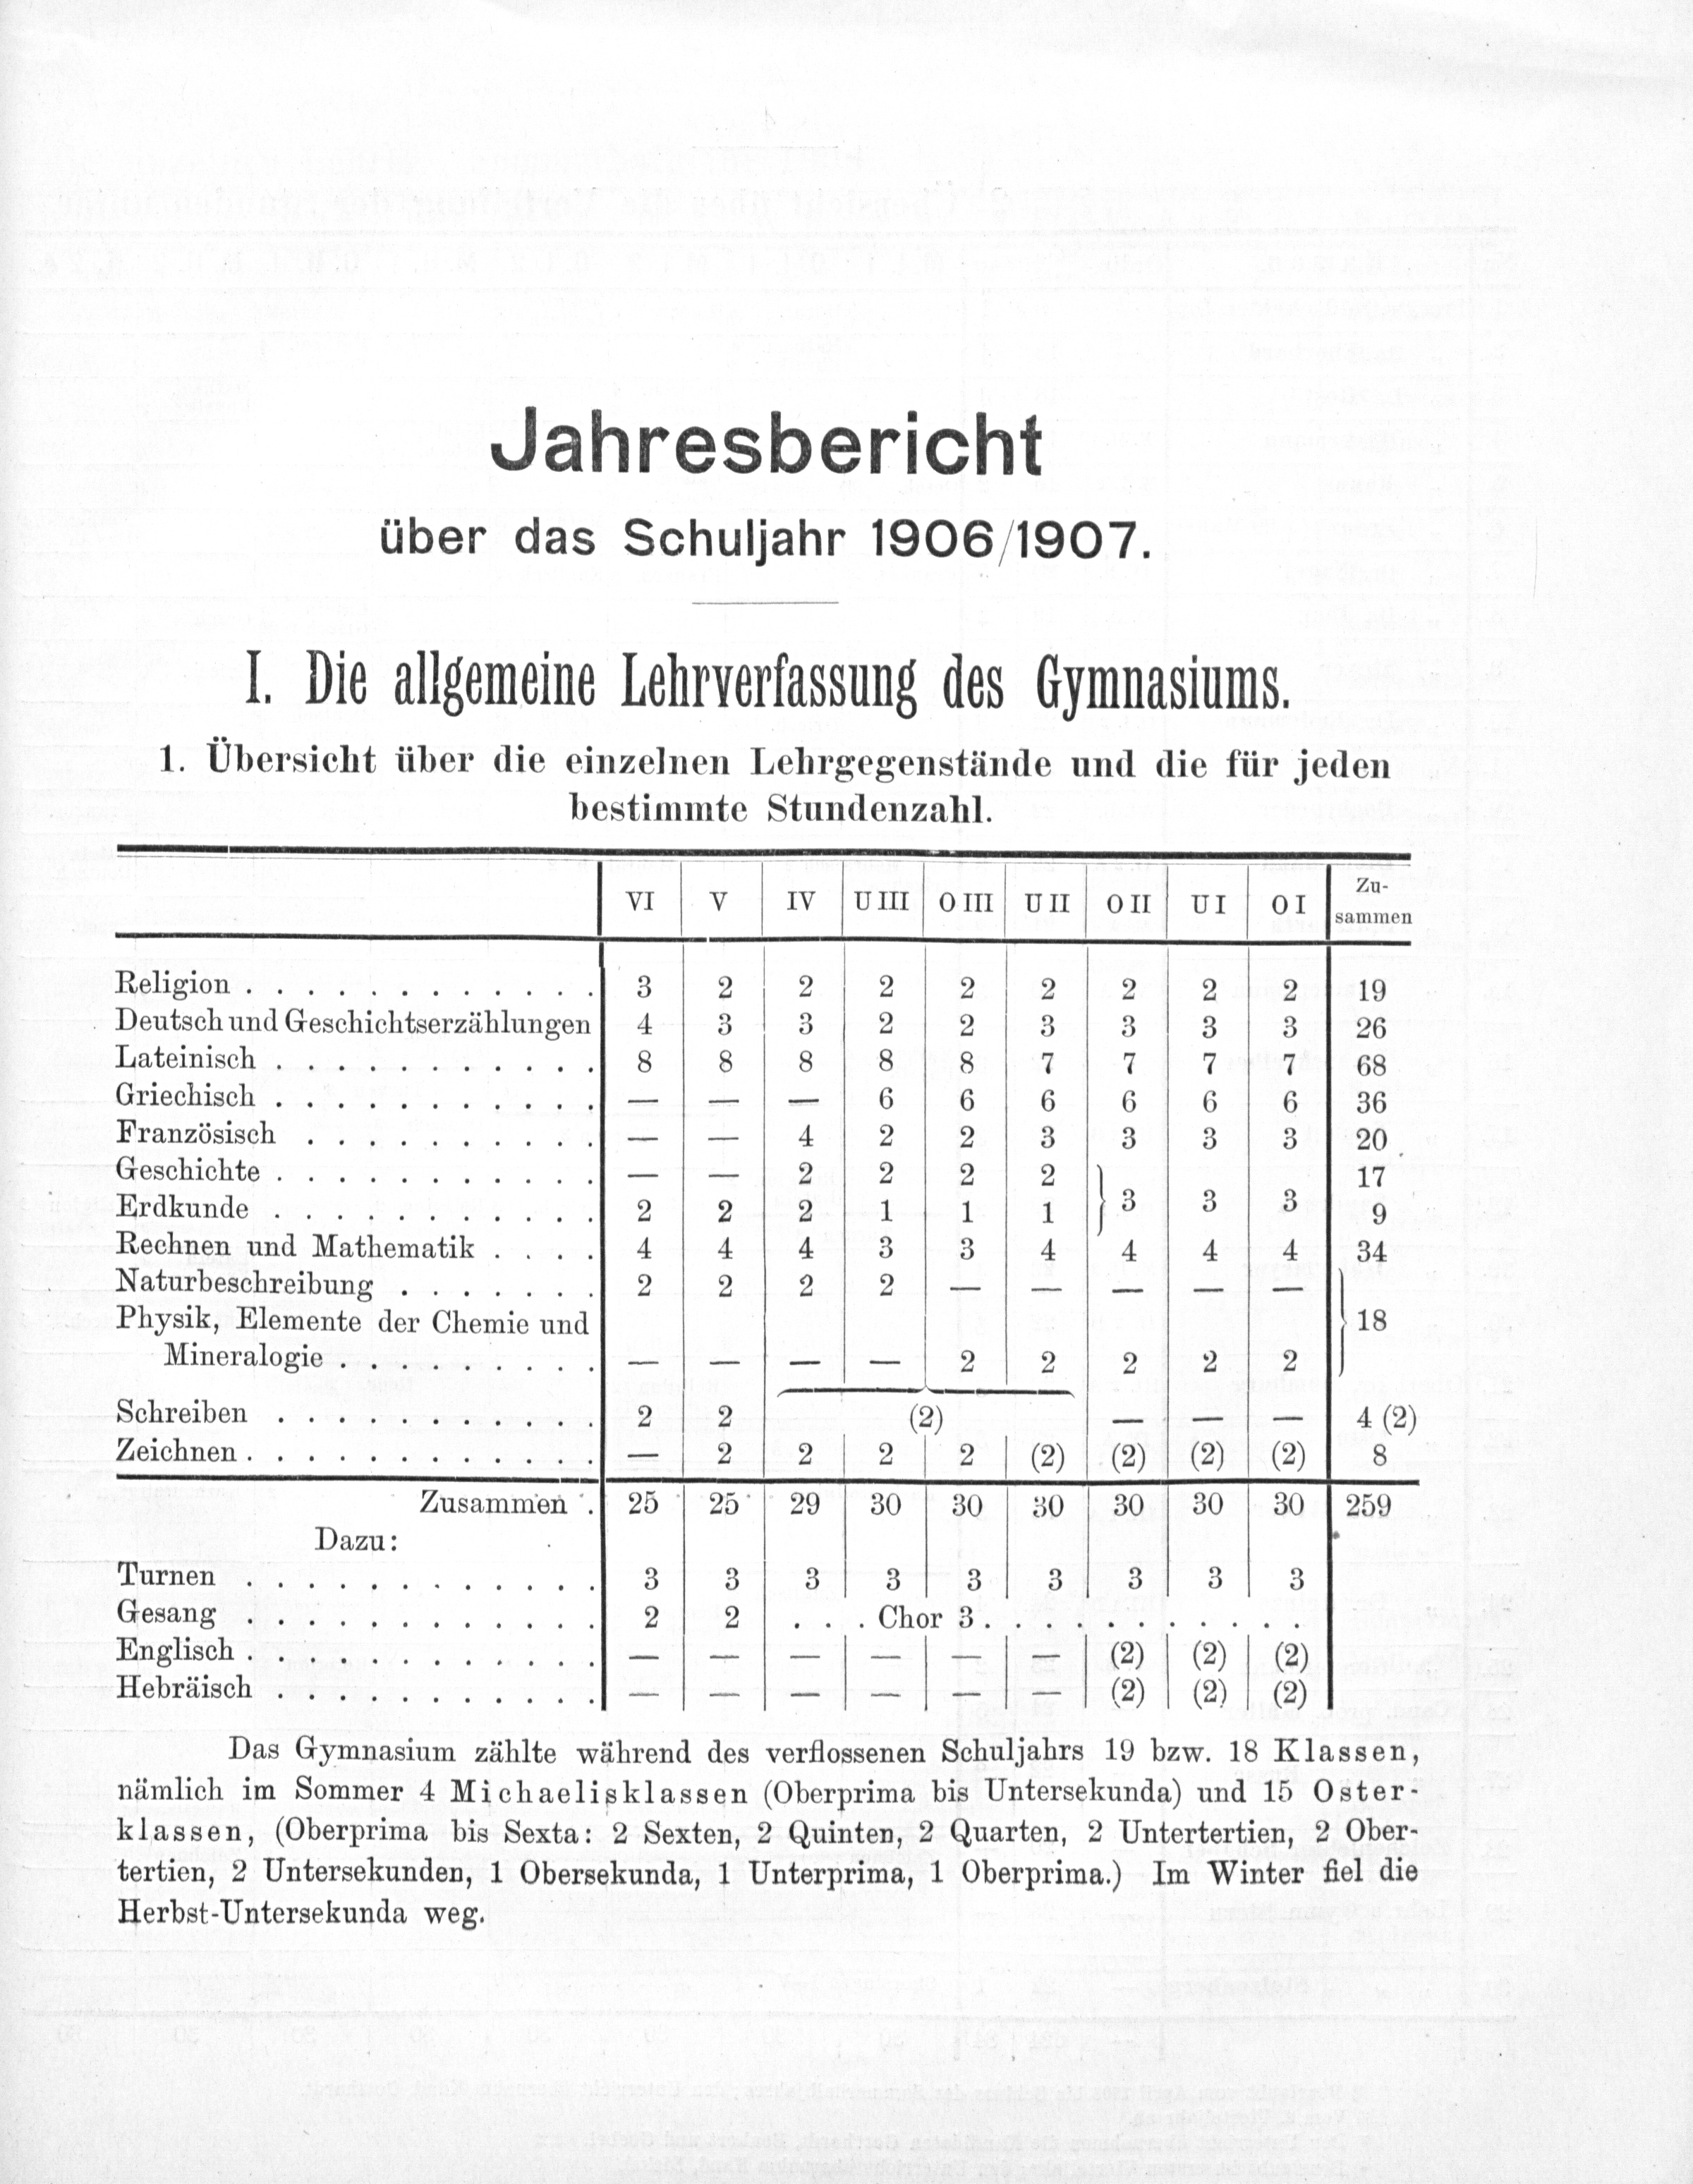 Jahresbericht
über das Schuljahr 1906/1907.
I. Die allgemeine Lehrverfassung des Gymnasiums.
1. Übersicht über die einzelnen Lehrgegenstände und die für jeden
bestimmte Stundenzahl.
VI V IV U III O III U II O II U I O I Zu-
sammen
Religion . . . . . . . . . . . . 3 2 2 2 2 2 2 2 2 19
Deutsch und Geschichtserzählungen 4 3 3 2 2 3 3 3 3 26
Lateinisch . . . . . . . . . . . 8 8 8 8 8 7 7 7 7 68
Griechisch . . . . . . . . . . . — — — 6 6 6 6 6 6 36
Französisch . . . . . . . . . . — — 4 2 2 3 3 3 3 20
Geschichte . . . . . . . . . . . — — 2 2 2 2 } 3 3 3 17
Erdkunde . . . . . . . . . . . 2 2 2 1 1 1 9
Rechnen und Mathematik . . . . 4 4 4 3 3 4 4 4 4 34
Naturbeschreibung . . . . . . . 2 2 2 2 — — — — — } 18
Physik, Elemente der Chemie und
Mineralogie . . . . . . . . . — — — — 2 2 2 2 2
Schreiben . . . . . . . . . . . 2 2 (2) — — — 4 (2)
Zeichnen . . . . . . . . . . . . — 2 2 2 2 (2) (2) (2) (2) 8
Zusammen . 25 25 29 30 30 30 30 30 30 259
Dazu:
Turnen . . . . . . . . . . . . 3 3 3 3 3 3 3 3 3
Gesang . . . . . . . . . . . . 2 2 . . . Chor 3 . . . . . . . . . . .
Englisch . . . . . . . . . . . . — — — — — — (2) (2) (2)
Hebräisch . . . . . . . . . . . — — — — — — (2) (2) (2)
Das Gymnasium zählte während des verflossenen Schuljahrs 19 bzw. 18 Klassen,
nämlich im Sommer 4 Michaelisklassen (Oberprima bis Untersekunda) und 15 Oster-
klassen, (Oberprima bis Sexta: 2 Sexten, 2 Quinten, 2 Quarten, 2 Untertertien, 2 Ober-
tertien, 2 Untersekunden, 1 Obersekunda, 1 Unterprima, 1 Oberprima.) Im Winter fiel die
Herbst-Untersekunda weg.